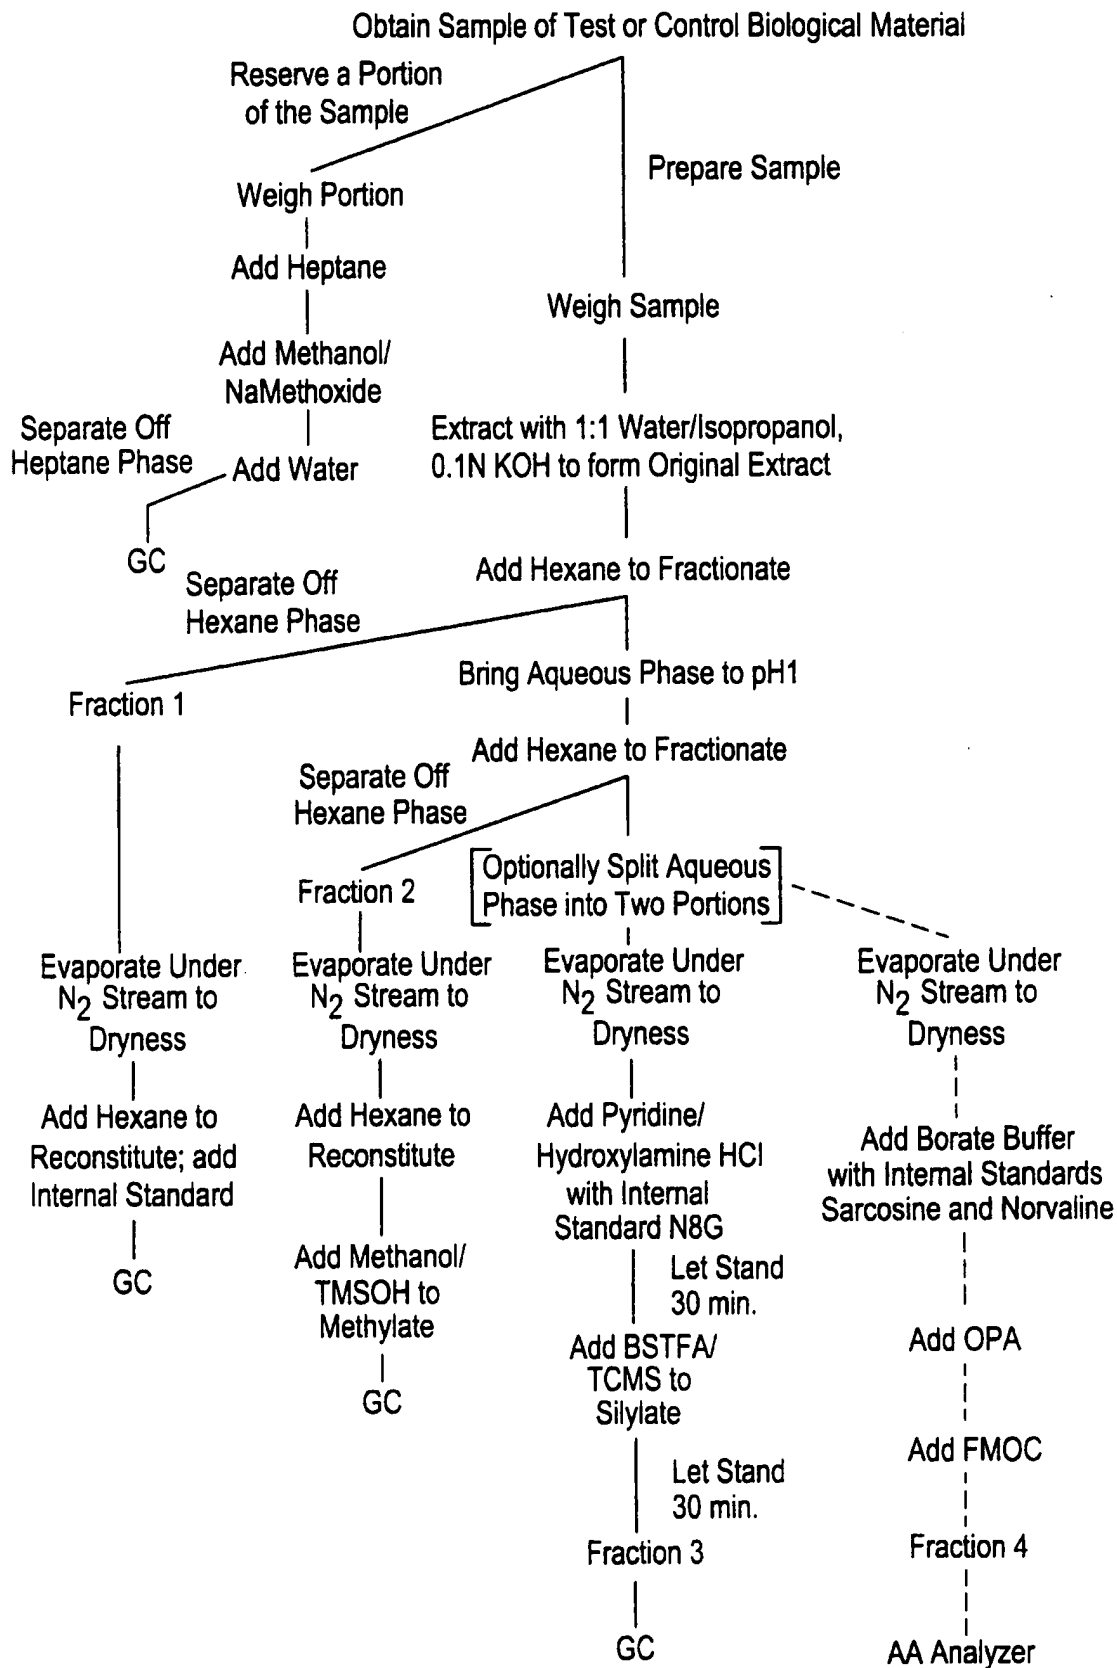 Obtain Sample of Test or Control Biological Material
Reserve a Portion
of the Sample
Prepare Sample
Weigh Portion
Add Heptane
Weigh Sample
Add Methanol/
NaMethoxide
Separate Off
Heptane Phase
Add Water
Extract with 1:1 Water/Isopropanol,
0.1N KOH to form Original Extract
GC
Add Hexane to Fractionate
Separate Off
Hexane Phase
Fraction 1
Bring Aqueous Phase to pH1
Add Hexane to Fractionate
Separate Off
Hexane Phase
Fraction 2
Optionally Split Aqueous
Phase into Two Portions
Evaporate Under
N2 Stream to
Dryness
Add Hexane to
Reconstitute; add
Internal Standard
GC
Evaporate Under
N2 Stream to
Dryness
Add Hexane to
Reconstitute
Add Methanol/
TMSOH to
Methylate
GC
Evaporate Under
N2 Stream to
Dryness
Add Pyridine/
Hydroxylamine HCl
with Internal
Standard N8G
Let Stand
30 min.
Add BSTFA/
TCMS to
Silylate
Let Stand
30 min.
Fraction 3
GC
Evaporate Under
N2 Stream to
Dryness
Add Borate Buffer
with Internal Standards
Sarcosine and Norvaline
Add OPA
Add FMOC
Fraction 4
AA Analyzer